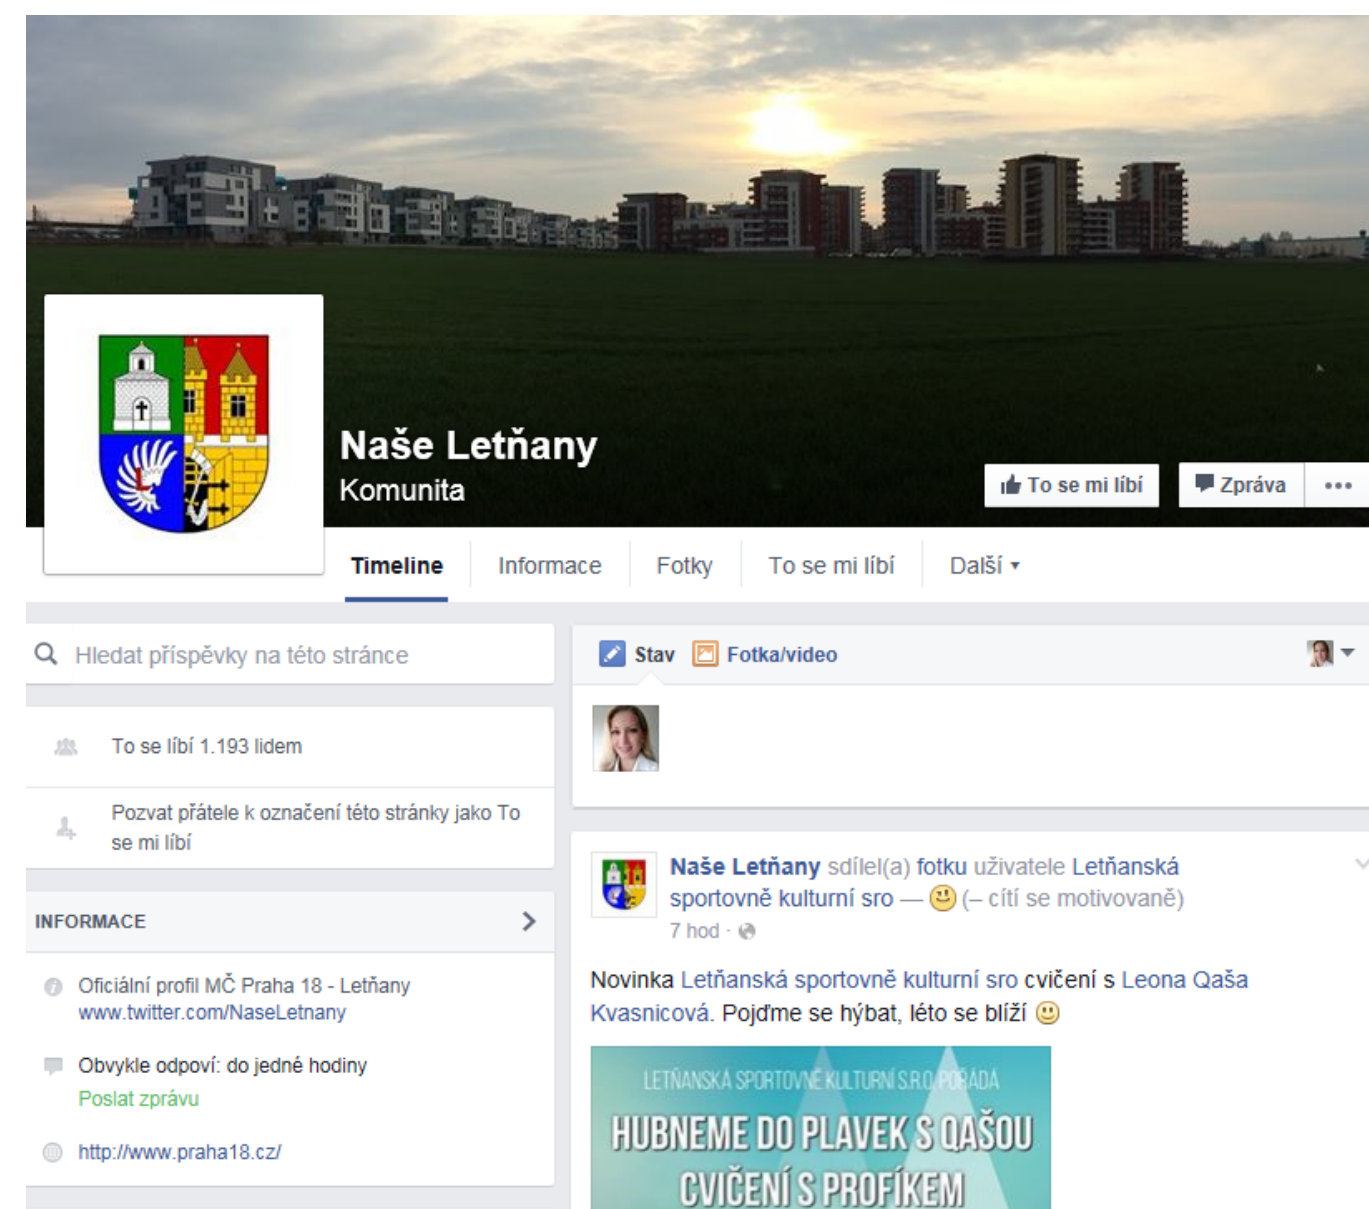 Naše Letňany
Komunita
To se mi líbí
Zpráva
Timeline
Informace
Fotky
To se mi líbí
Další
Hledat příspěvky na této stránce
To se líbí 1.193 lidem
Pozvat přátele k označení této stránky jako To
se mi líbí
INFORMACE
Oficiální profil MČ Praha 18 - Letňany
www.twitter.com/NaseLetnany
Obvykle odpoví: do jedné hodiny
Poslat zprávu
http://www.praha18.cz/
Stav
Fotka/video
Naše Letňany sdílel(a) fotku uživatele Letňanská
sportovně kulturní sro — (– cítí se motivovaně)
7 hod ·
Novinka Letňanská sportovně kulturní sro cvičení s Leona Qaša
Kvasnicová. Pojďme se hýbat, léto se blíží
LETŇANSKÁ SPORTOVNĚ KULTURNÍ S.R.O. POŘÁDÁ
HUBNEME DO PLAVEK S QAŠOU
CVIČENÍ S PROFÍKEM